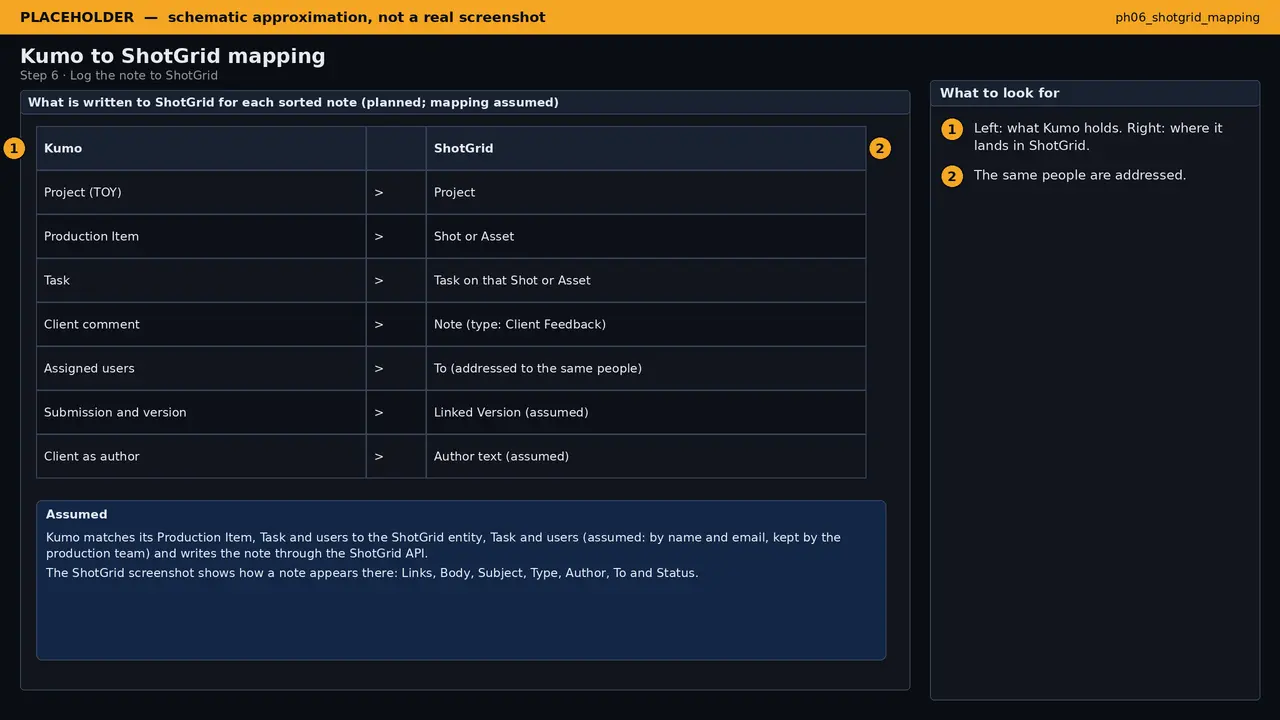 PLACEHOLDER — schematic approximation, not a real screenshot
ph06_shotgrid_mapping
Kumo to ShotGrid mapping
Step 6 · Log the note to ShotGrid
What is written to ShotGrid for each sorted note (planned; mapping assumed)
1
Kumo
ShotGrid
2
Project (TOY) > Project
Production Item > Shot or Asset
Task > Task on that Shot or Asset
Client comment > Note (type: Client Feedback)
Assigned users > To (addressed to the same people)
Submission and version > Linked Version (assumed)
Client as author > Author text (assumed)
Assumed
Kumo matches its Production Item, Task and users to the ShotGrid entity, Task and users (assumed: by name and email, kept by the
production team) and writes the note through the ShotGrid API.
The ShotGrid screenshot shows how a note appears there: Links, Body, Subject, Type, Author, To and Status.
What to look for
1 Left: what Kumo holds. Right: where it
lands in ShotGrid.
2 The same people are addressed.